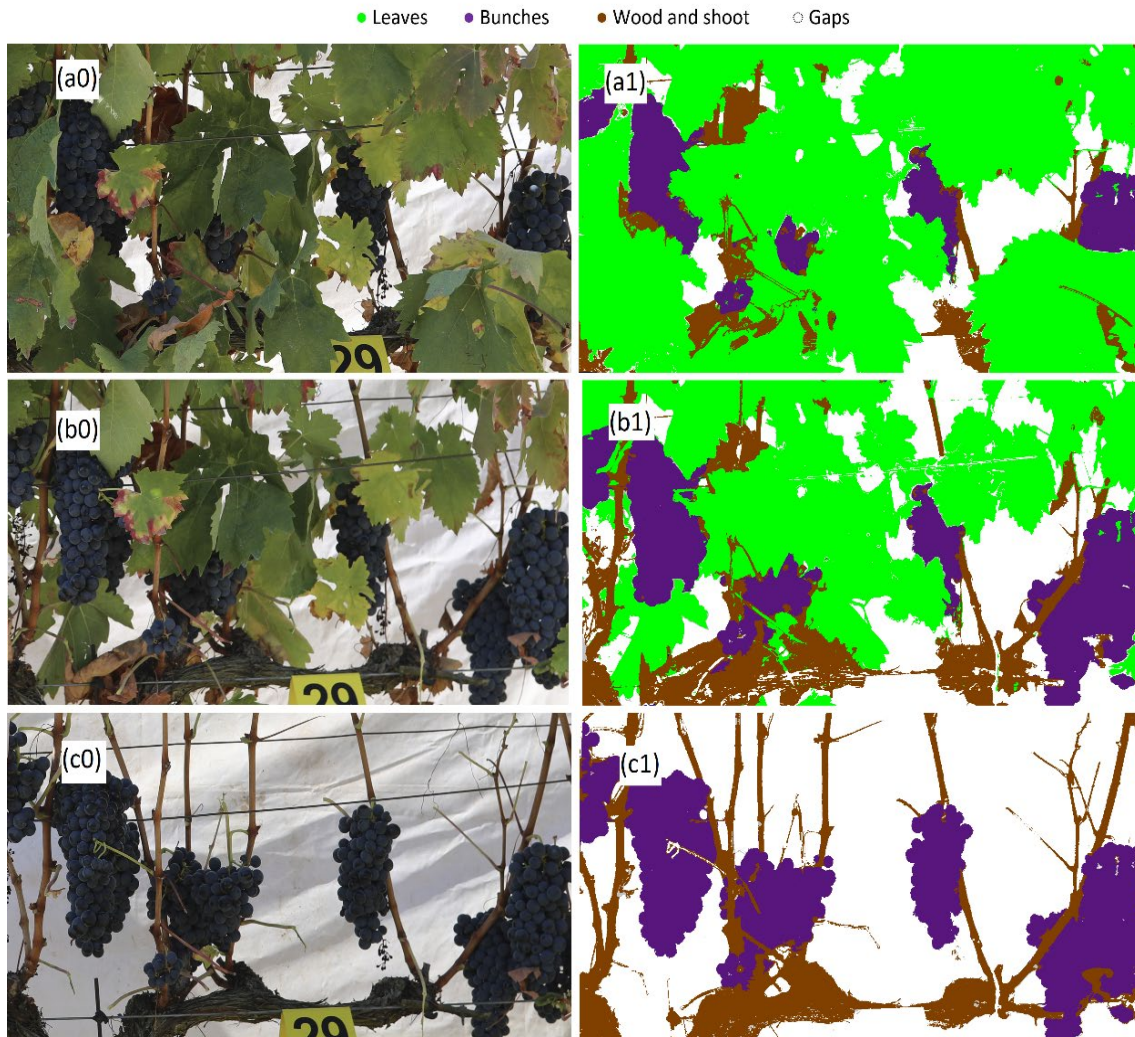 Leaves Bunches Wood and shoot Gaps
(a0) (a1)
29
(b0) (b1)
29
(c0) (c1)
29